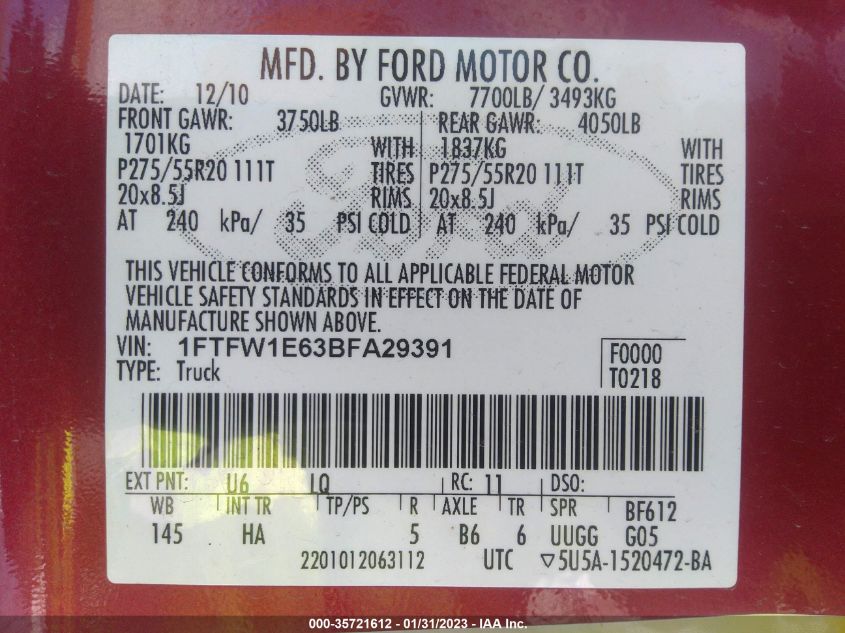 MFD. BY FORD MOTOR CO.
DATE: 12/10 GVWR: 7700LB/ 3493KG
FRONT GAWR: 3750LB REAR GAWR: 4050LB
1701KG WITH 1837KG WITH
P275/55R20 111T TIRES P275/55R20 111T TIRES
20x8.5J RIMS 20x8.5J RIMS
AT 240 kPa/ 35 PSI COLD AT 240 kPa/ 35 PSI COLD
Ford
THIS VEHICLE CONFORMS TO ALL APPLICABLE FEDERAL MOTOR
VEHICLE SAFETY STANDARDS IN EFFECT ON THE DATE OF
MANUFACTURE SHOWN ABOVE.
VIN: 1FTFW1E63BFA29391 F0000
TYPE: Truck T0218
EXT PNT: U6 LQ RC: 11 DSO:
WB INT TR TP/PS R AXLE TR SPR BF612
145 HA 5 B6 6 UUGG G05
2201012063112 UTC ▽5U5A-1520472-BA
000-35721612 - 01/31/2023 - IAA Inc.